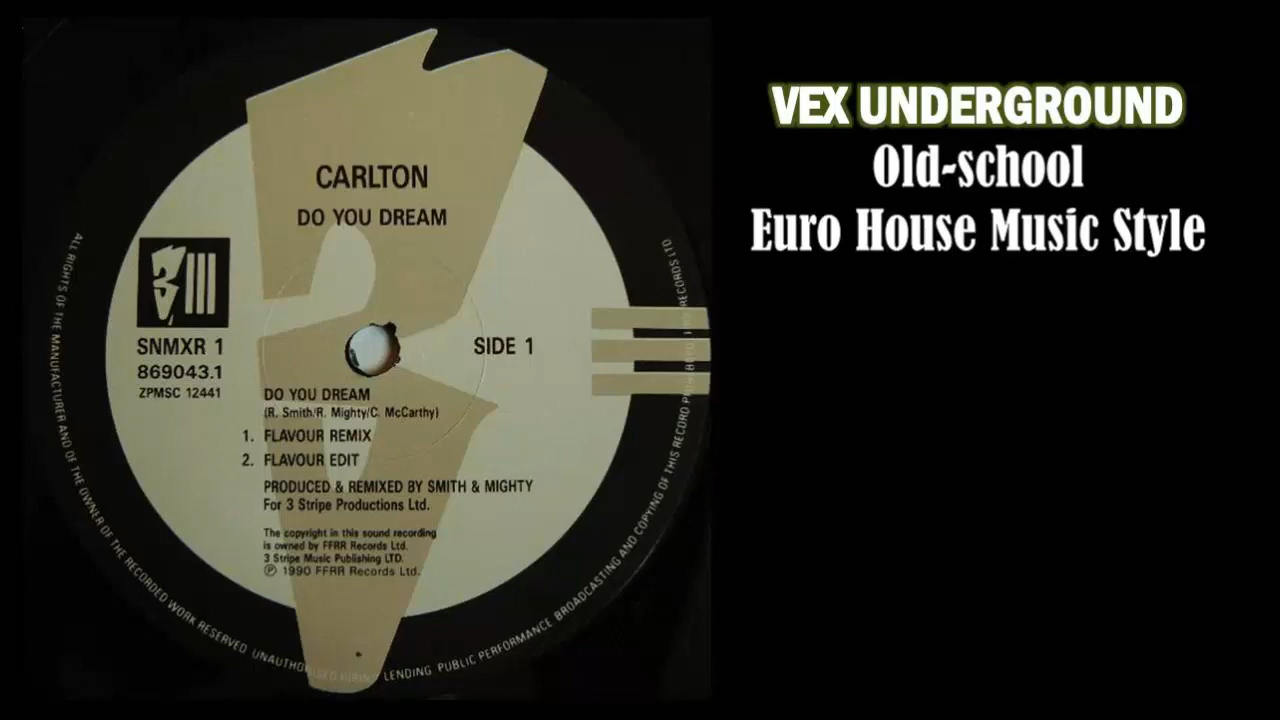 VEX UNDERGROUND
Old-school
Euro House Music Style
CARLTON
DO YOU DREAM
3
SNMXR 1
869043.1
ZPMSC 12441
SIDE 1
DO YOU DREAM
(R. Smith/R. Mighty/C. McCarthy)
1. FLAVOUR REMIX
2. FLAVOUR EDIT
PRODUCED & REMIXED BY SMITH & MIGHTY
For 3 Stripe Productions Ltd.
The copyright in this sound recording
is owned by FFRR Records Ltd.
3 Stripe Music Publishing LTD.
Ⓟ 1990 FFRR Records Ltd.
ALL RIGHTS OF THE MANUFACTURER AND OF THE OWNER OF THE RECORDED WORK RESERVED UNAUTHORISED LENDING PUBLIC PERFORMANCE BROADCASTING AND COPYING OF THIS RECORD RECORDS LTD